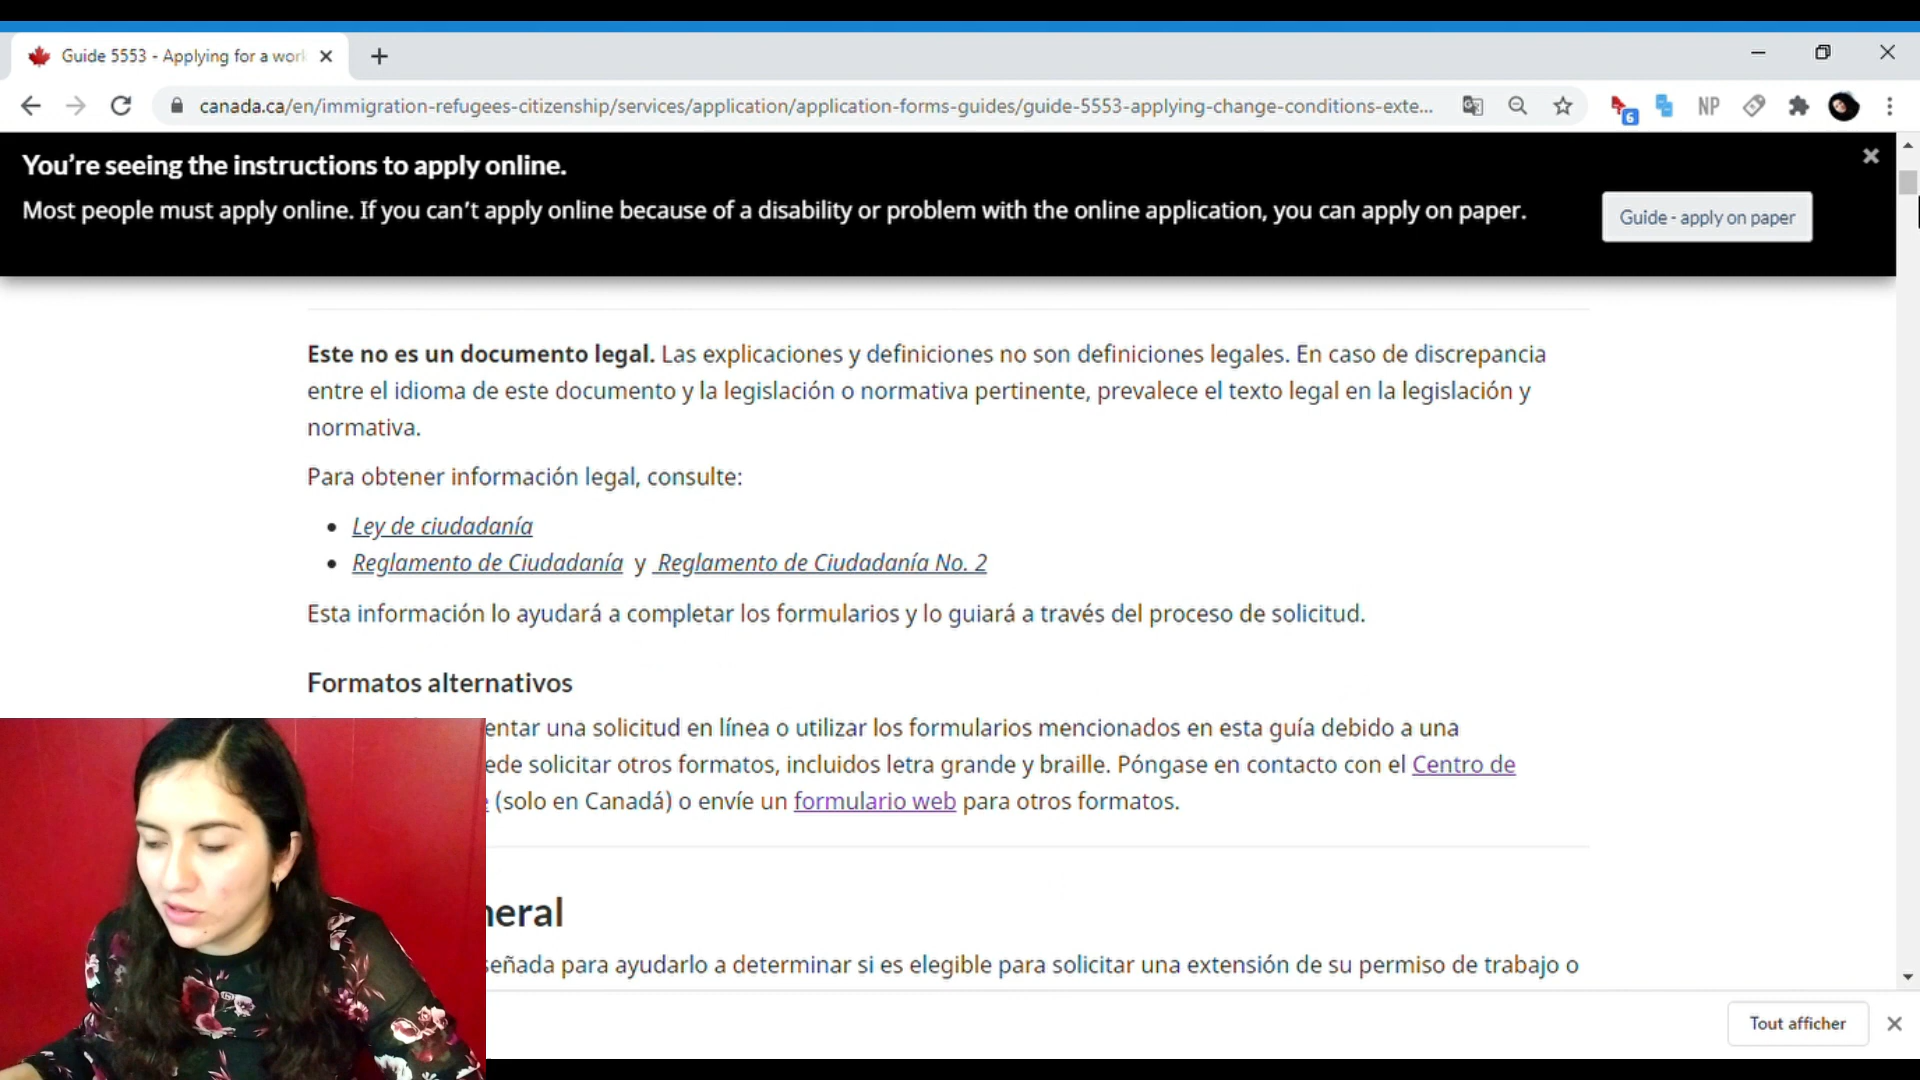 Guide 5553 - Applying for a wor
canada.ca/en/immigration-refugees-citizenship/services/application/application-forms-guides/guide-5553-applying-change-conditions-exte...
6
NP
You're seeing the instructions to apply online.
Most people must apply online. If you can't apply online because of a disability or problem with the online application, you can apply on paper.
Guide - apply on paper
Este no es un documento legal. Las explicaciones y definiciones no son definiciones legales. En caso de discrepancia
entre el idioma de este documento y la legislación o normativa pertinente, prevalece el texto legal en la legislación y
normativa.
Para obtener información legal, consulte:
Ley de ciudadanía
Reglamento de Ciudadanía y Reglamento de Ciudadanía No. 2
Esta información lo ayudará a completar los formularios y lo guiará a través del proceso de solicitud.
Formatos alternativos
entar una solicitud en línea o utilizar los formularios mencionados en esta guía debido a una
ede solicitar otros formatos, incluidos letra grande y braille. Póngase en contacto con el Centro de
(solo en Canadá) o envíe un formulario web para otros formatos.
neral
señada para ayudarlo a determinar si es elegible para solicitar una extensión de su permiso de trabajo o
Tout afficher